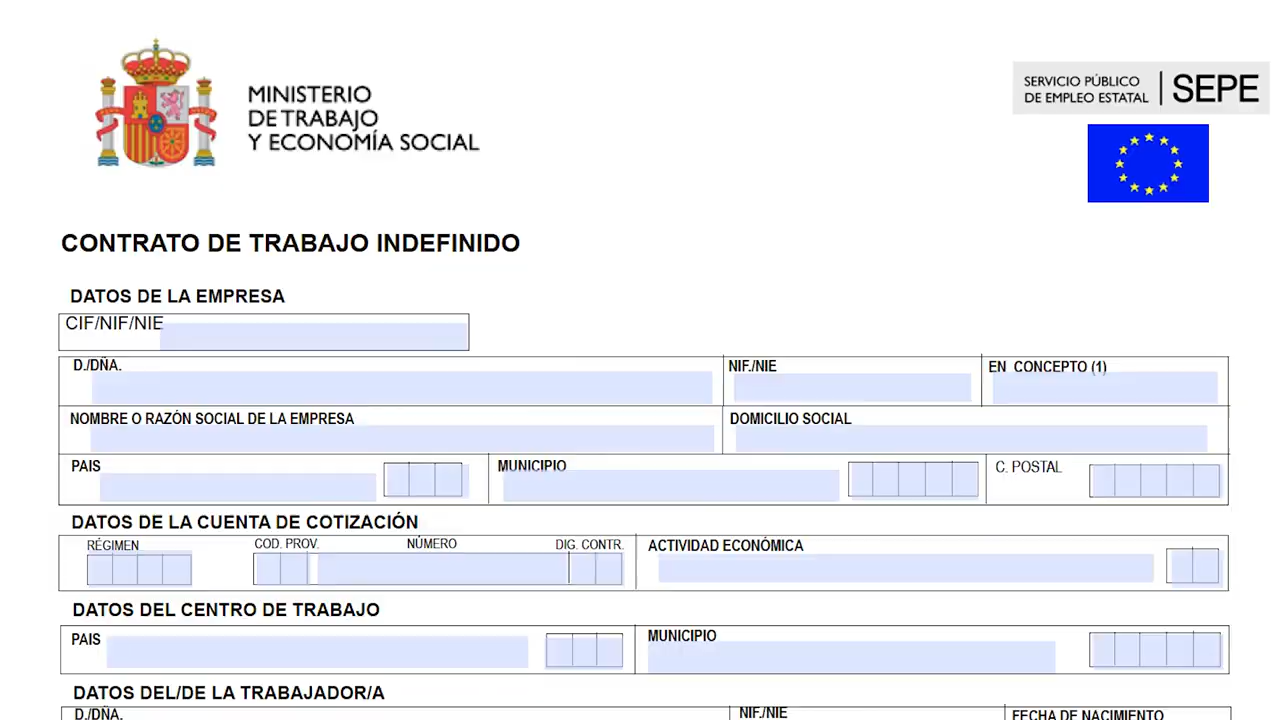 MINISTERIO
DE TRABAJO
Y ECONOMÍA SOCIAL
SERVICIO PÚBLICO
DE EMPLEO ESTATAL
SEPE
CONTRATO DE TRABAJO INDEFINIDO
DATOS DE LA EMPRESA
CIF/NIF/NIE
D./DÑA.
NIF./NIE
EN CONCEPTO (1)
NOMBRE O RAZÓN SOCIAL DE LA EMPRESA
DOMICILIO SOCIAL
PAIS
MUNICIPIO
C. POSTAL
DATOS DE LA CUENTA DE COTIZACIÓN
RÉGIMEN
COD. PROV.
NÚMERO
DIG. CONTR.
ACTIVIDAD ECONÓMICA
DATOS DEL CENTRO DE TRABAJO
PAIS
MUNICIPIO
DATOS DEL/DE LA TRABAJADOR/A
D./DÑA.
NIF./NIE
FECHA DE NACIMIENTO